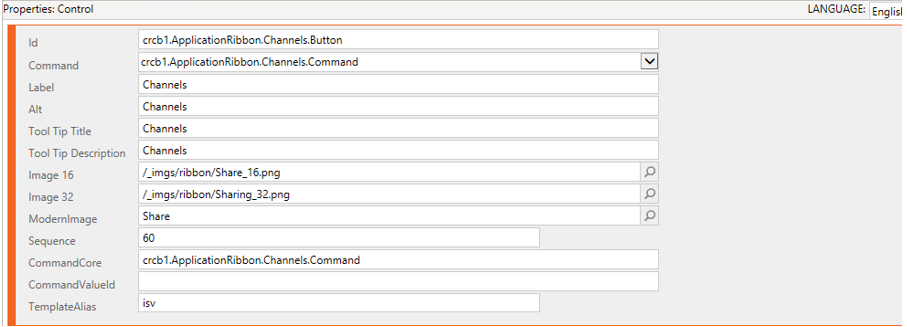 Properties: Control LANGUAGE: English
Id crcb1.ApplicationRibbon.Channels.Button
Command crcb1.ApplicationRibbon.Channels.Command
Label Channels
Alt Channels
Tool Tip Title Channels
Tool Tip Description Channels
Image 16 /_imgs/ribbon/Share_16.png
Image 32 /_imgs/ribbon/Sharing_32.png
ModernImage Share
Sequence 60
CommandCore crcb1.ApplicationRibbon.Channels.Command
CommandValueId
TemplateAlias isv